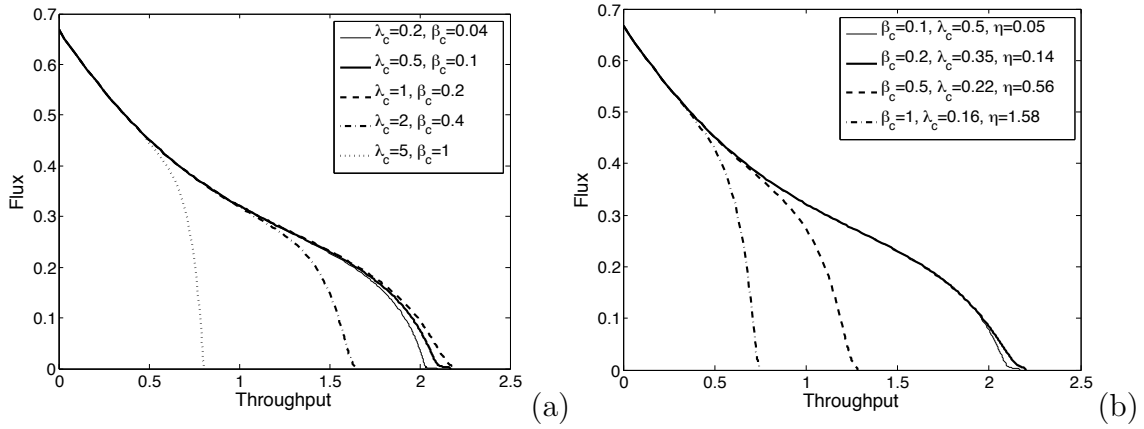 0.7
0.6
0.5
0.4
0.3
0.2
0.1
0
Flux
0 0.5 1 1.5 2 2.5
Throughput
λc=0.2, βc=0.04
λc=0.5, βc=0.1
λc=1, βc=0.2
λc=2, βc=0.4
λc=5, βc=1
(a)
0.7
0.6
0.5
0.4
0.3
0.2
0.1
0
Flux
0 0.5 1 1.5 2 2.5
Throughput
βc=0.1, λc=0.5, η=0.05
βc=0.2, λc=0.35, η=0.14
βc=0.5, λc=0.22, η=0.56
βc=1, λc=0.16, η=1.58
(b)